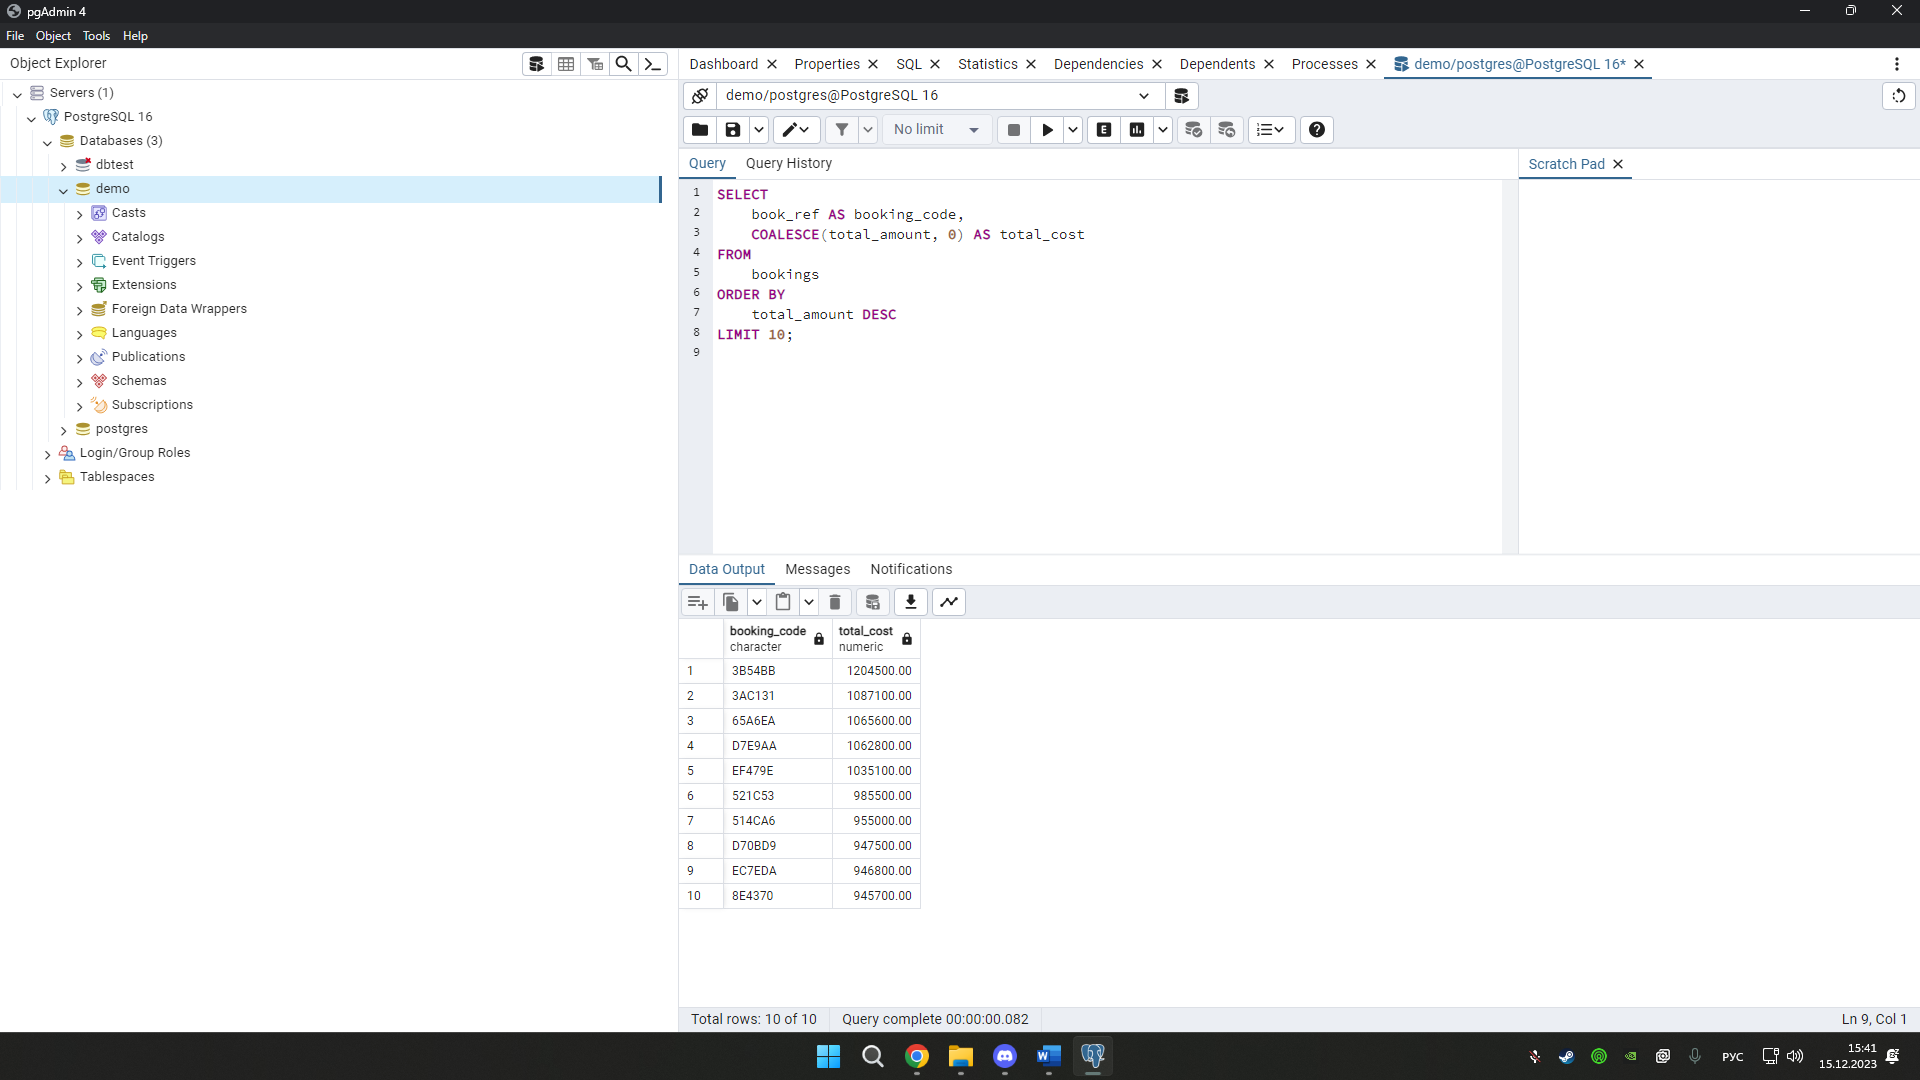 pgAdmin 4
File Object Tools Help
Object Explorer
Servers (1)
PostgreSQL 16
Databases (3)
dbtest
demo
Casts
Catalogs
Event Triggers
Extensions
Foreign Data Wrappers
Languages
Publications
Schemas
Subscriptions
postgres
Login/Group Roles
Tablespaces
Dashboard Properties SQL Statistics Dependencies Dependents Processes demo/postgres@PostgreSQL 16*
demo/postgres@PostgreSQL 16
No limit
Query Query History
Scratch Pad
1 SELECT
2 book_ref AS booking_code,
3 COALESCE(total_amount, 0) AS total_cost
4 FROM
5 bookings
6 ORDER BY
7 total_amount DESC
8 LIMIT 10;
9
Data Output Messages Notifications
booking_code total_cost
character numeric
1 3B54BB 1204500.00
2 3AC131 1087100.00
3 65A6EA 1065600.00
4 D7E9AA 1062800.00
5 EF479E 1035100.00
6 521C53 985500.00
7 514CA6 955000.00
8 D70BD9 947500.00
9 EC7EDA 946800.00
10 8E4370 945700.00
Total rows: 10 of 10 Query complete 00:00:00.082 Ln 9, Col 1
РУС 15:41
15.12.2023